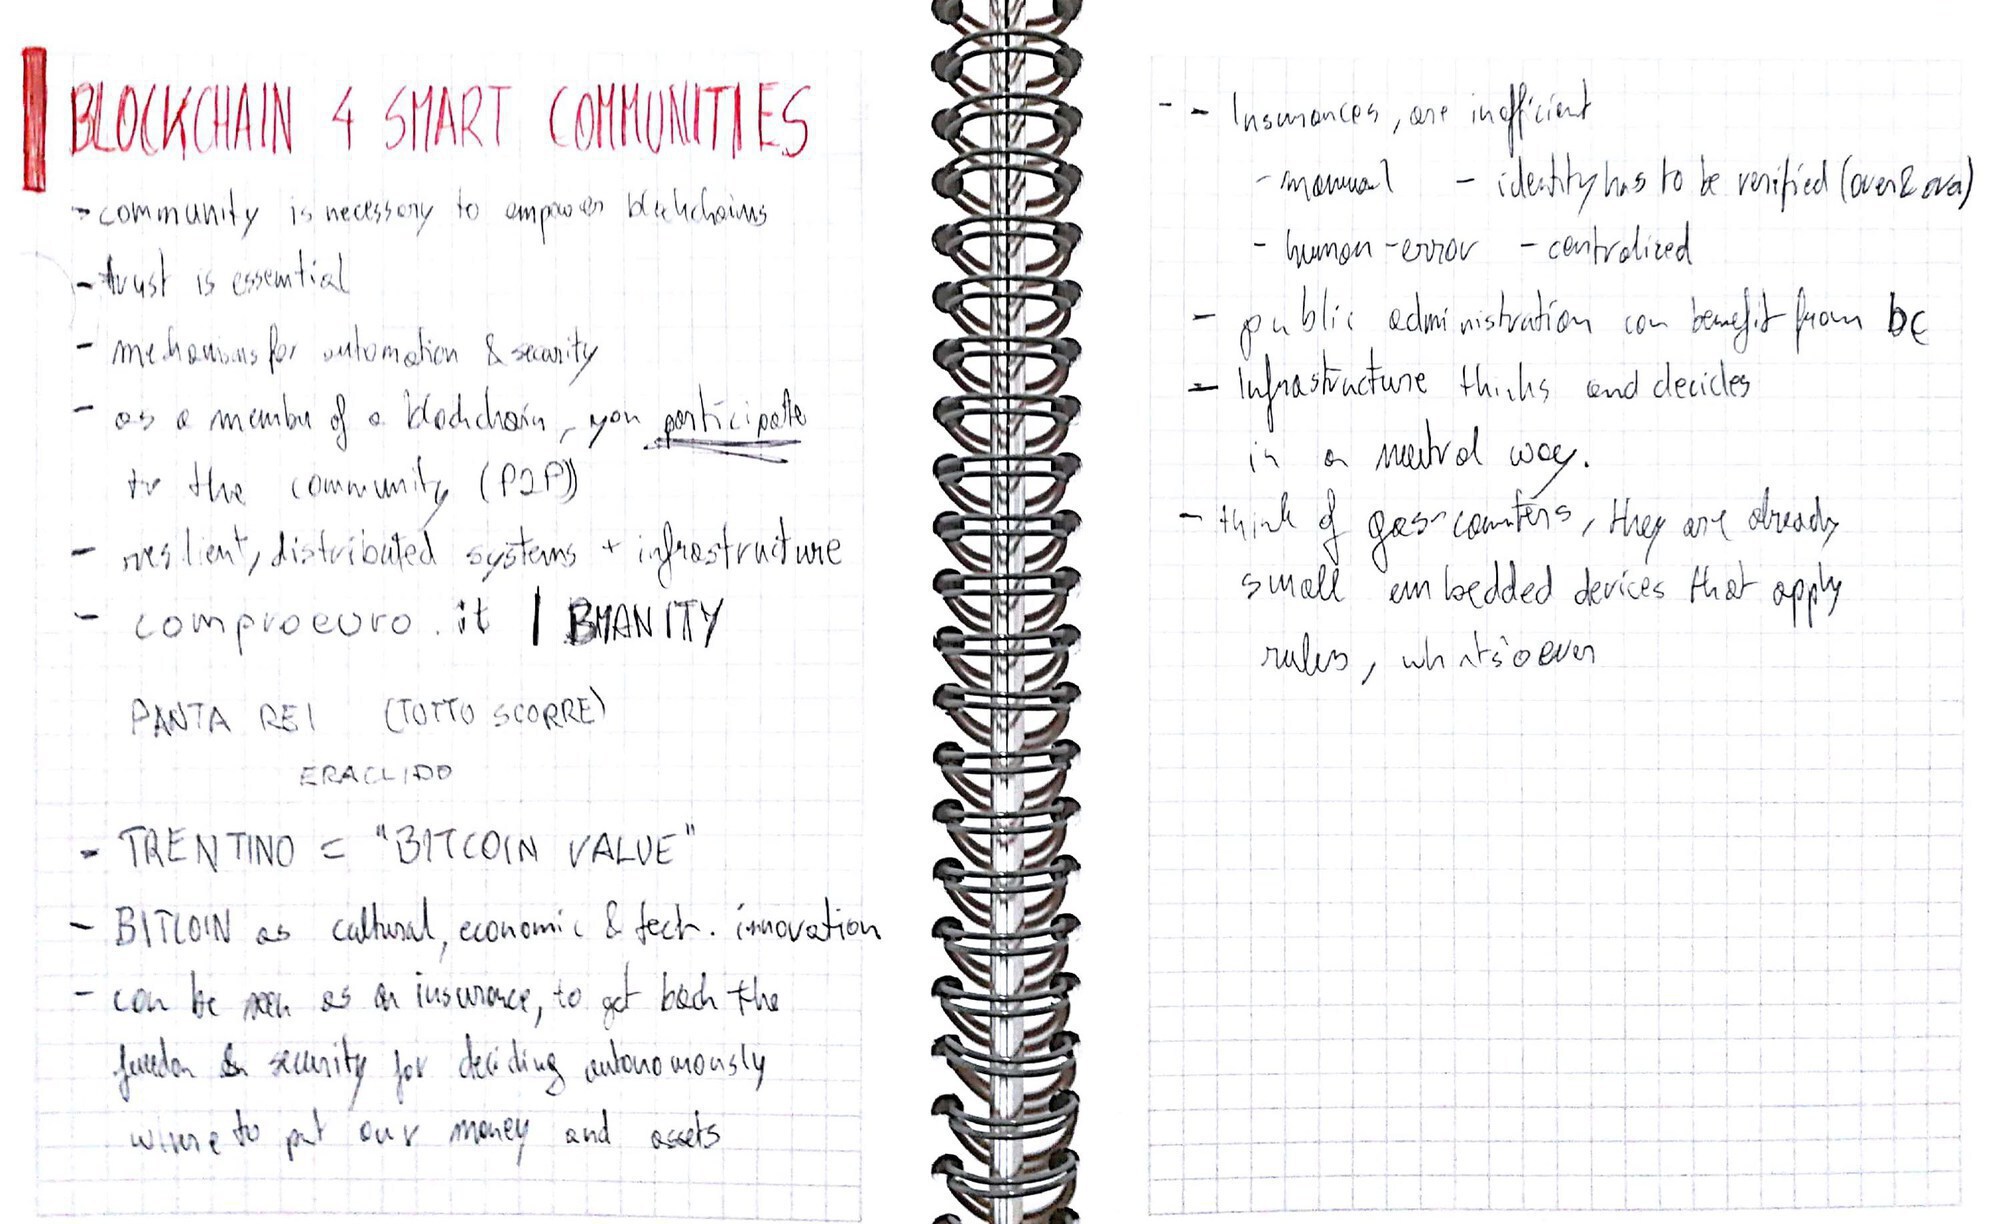 BLOCKCHAIN 4 SMART COMMUNITIES
- community is necessary to empower blockchains
- trust is essential
- mechanisms for automation & security
- as a member of a blockchain, you participate
to the community (P2P)
- resilient, distributed systems + infrastructure
- comproeuro.it | BMANITY
PANTA REI (TUTTO SCORRE)
ERACLIDO
- TRENTINO = "BITCOIN VALUE"
- BITCOIN as cultural, economic & tech. innovation
- can be seen as an insurance, to get back the
freedom & security for deciding autonomously
where to put our money and assets
- - Insurances, are inefficient
- manual - identity has to be verified (over & over)
- human-error - centralized
- public administration can benefit from bc
- Infrastructure thinks and decides
in a neutral way.
- think of gas-counters, they are already
small embedded devices that apply
rules, whatsoever